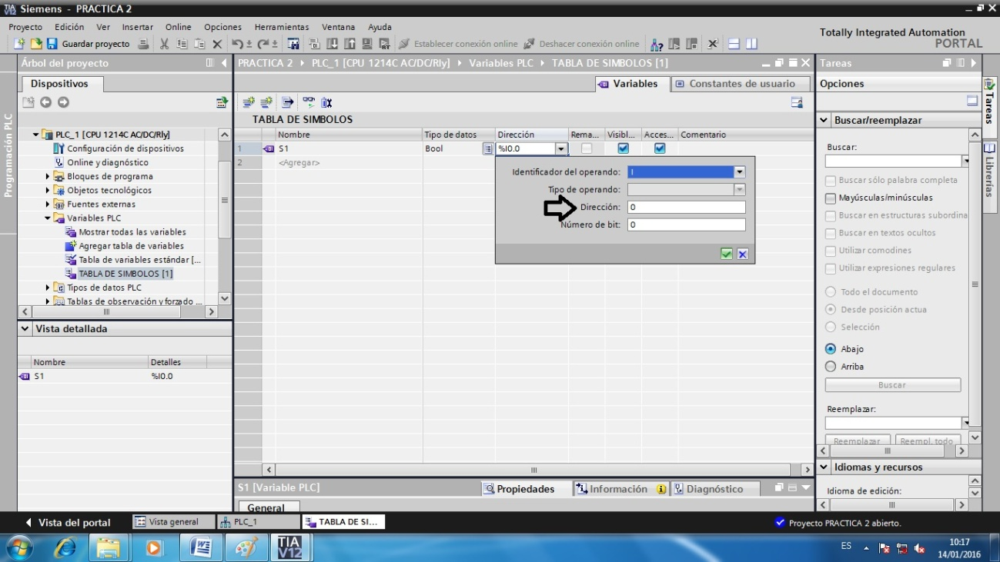 TIA V12 Siemens - PRACTICA 2
Proyecto Edición Ver Insertar Online Opciones Herramientas Ventana Ayuda
Guardar proyecto
Establecer conexión online Deshacer conexión online
Totally Integrated Automation
PORTAL
Árbol del proyecto
PRACTICA 2 PLC_1 [CPU 1214C AC/DC/Rly] Variables PLC TABLA DE SIMBOLOS [1]
Tareas
Dispositivos
Variables
Constantes de usuario
Opciones
TABLA DE SIMBOLOS
Nombre Tipo de datos Dirección Rema... Visibl... Acces... Comentario
1 S1 Bool %I0.0
2 <Agregar>
Identificador del operando: I
Tipo de operando:
Dirección: 0
Número de bit: 0
Programación PLC
PLC_1 [CPU 1214C AC/DC/Rly]
Configuración de dispositivos
Online y diagnóstico
Bloques de programa
Objetos tecnológicos
Fuentes externas
Variables PLC
Mostrar todas las variables
Agregar tabla de variables
Tabla de variables estándar [...
TABLA DE SIMBOLOS [1]
Tipos de datos PLC
Tablas de observación y forzado ...
Vista detallada
Nombre Detalles
S1 %I0.0
Buscar/reemplazar
Buscar:
Buscar sólo palabra completa
Mayúsculas/minúsculas
Buscar en estructuras subordina
Buscar en textos ocultos
Utilizar comodines
Utilizar expresiones regulares
Todo el documento
Desde posición actua
Selección
Abajo
Arriba
Buscar
Reemplazar:
Reemplazar Reempl. todo
Idiomas y recursos
Idioma de edición:
Tareas
Librerías
S1 [Variable PLC]
Propiedades Información Diagnóstico
General
Vista del portal Vista general PLC_1 TABLA DE SI...
Proyecto PRACTICA 2 abierto.
TIA V12
ES
10:17
14/01/2016